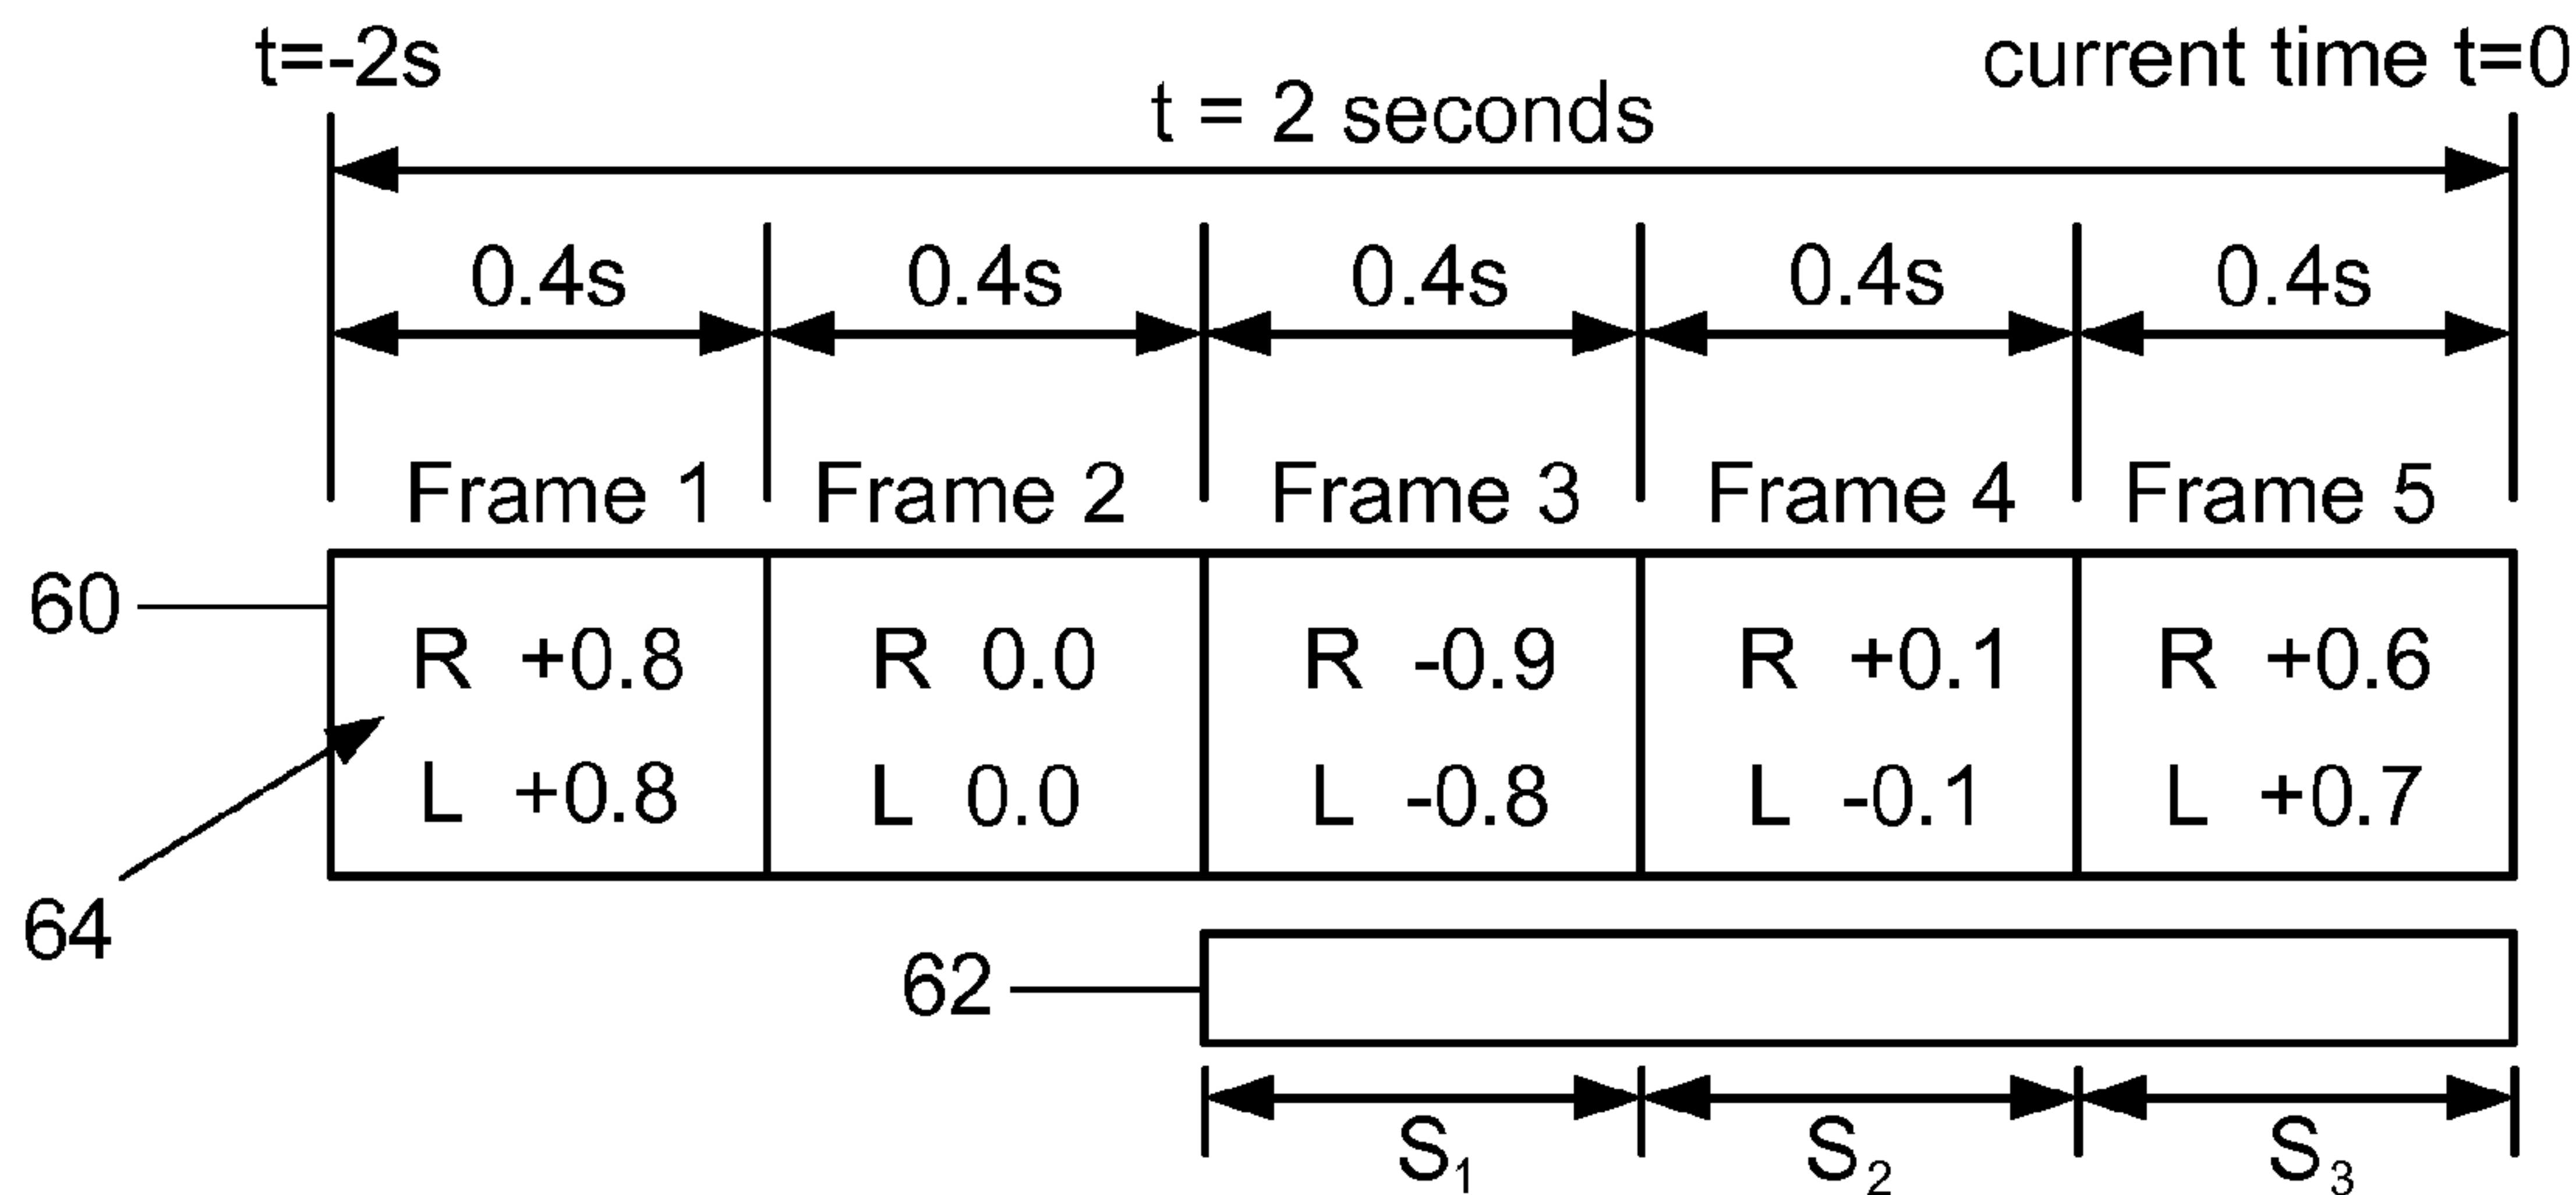 t=-2s
current time t=0
t = 2 seconds
0.4s 0.4s 0.4s 0.4s 0.4s
Frame 1 Frame 2 Frame 3 Frame 4 Frame 5
60
R +0.8 R 0.0 R -0.9 R +0.1 R +0.6
L +0.8 L 0.0 L -0.8 L -0.1 L +0.7
64
62
S1 S2 S3